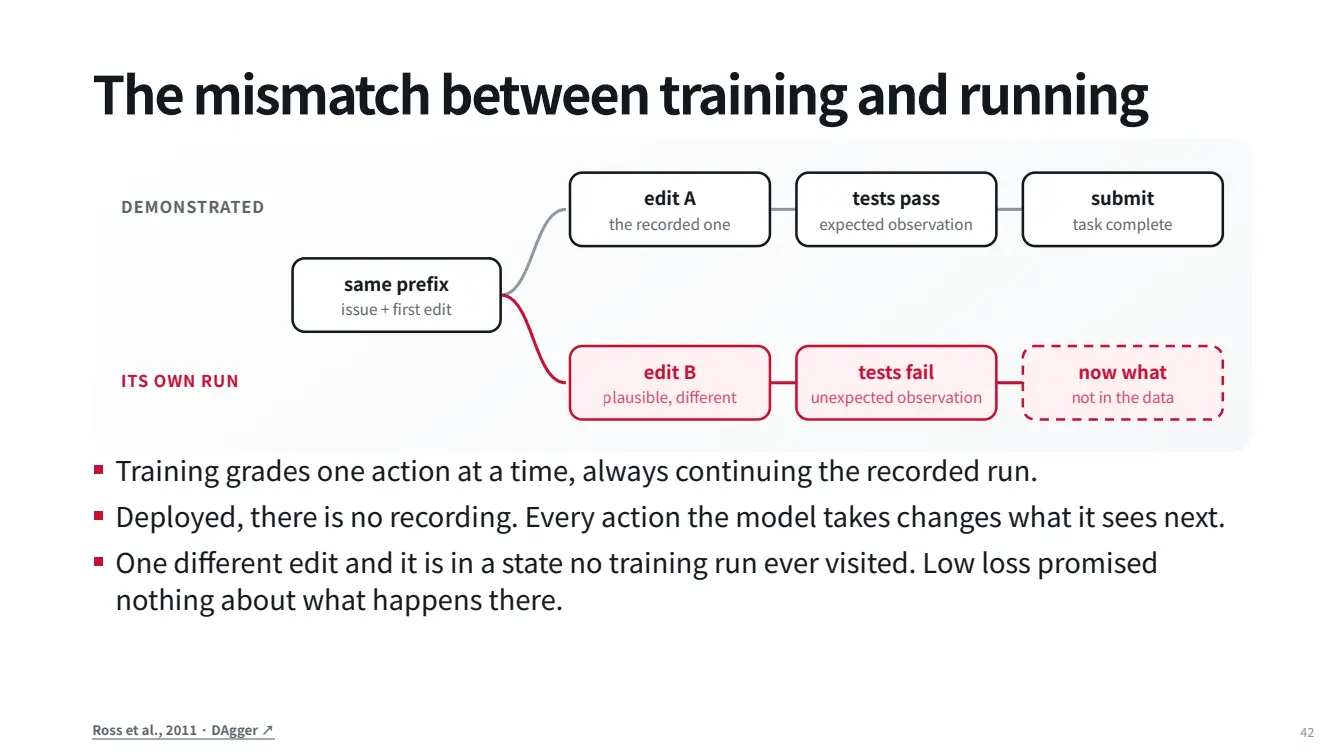 The mismatch between training and running
DEMONSTRATED
edit A
the recorded one
tests pass
expected observation
submit
task complete
same prefix
issue + first edit
ITS OWN RUN
edit B
plausible, different
tests fail
unexpected observation
now what
not in the data
▪ Training grades one action at a time, always continuing the recorded run.
▪ Deployed, there is no recording. Every action the model takes changes what it sees next.
▪ One different edit and it is in a state no training run ever visited. Low loss promised
nothing about what happens there.
Ross et al., 2011 · DAgger ↗
42